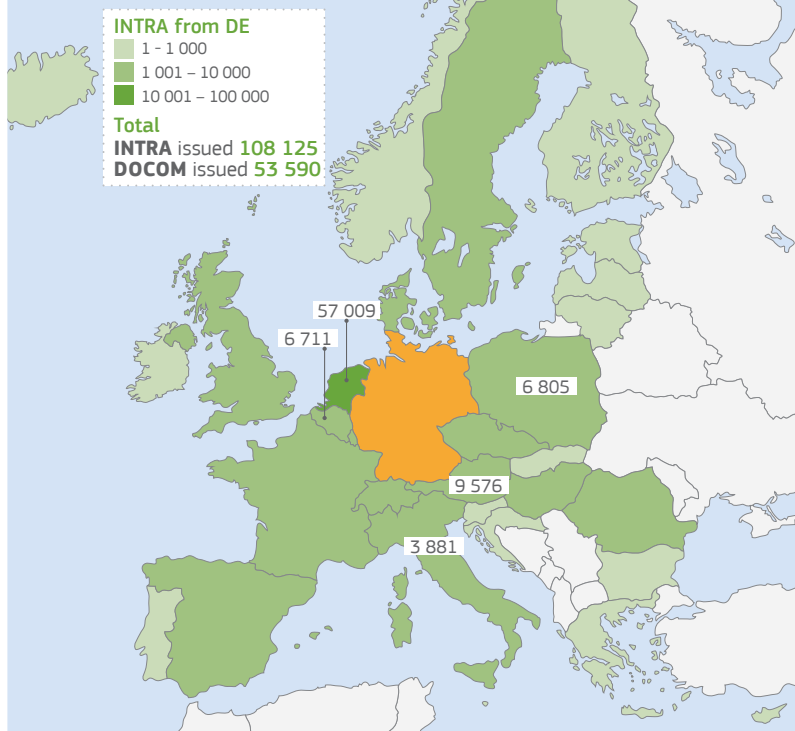 INTRA from DE
1 - 1 000
1 001 – 10 000
10 001 – 100 000
Total
INTRA issued 108 125
DOCOM issued 53 590
57 009
6 711
6 805
9 576
3 881